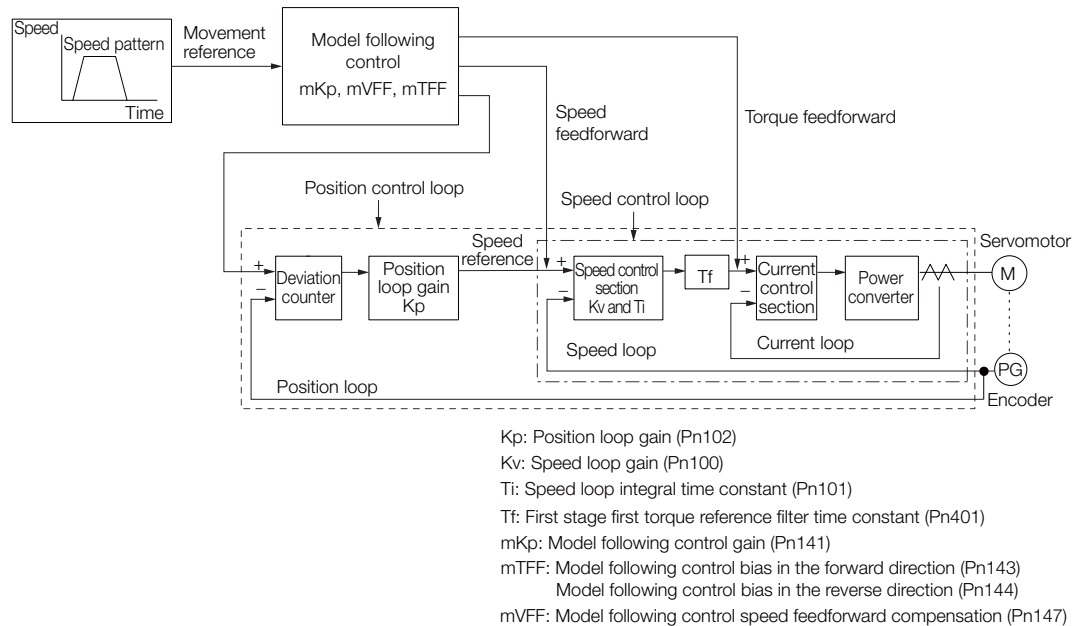 Speed
Speed pattern
Time
Movement
reference
Model following
control
mKp, mVFF, mTFF
Speed
feedforward
Torque feedforward
Position control loop
Speed control loop
Servomotor
+
−
Deviation
counter
Position
loop gain
Kp
Speed
reference
+
−
Speed control
section
Kv and Ti
Tf
+
−
Current
control
section
Power
converter
M
Speed loop
Current loop
Position loop
PG
Encoder
Kp: Position loop gain (Pn102)
Kv: Speed loop gain (Pn100)
Ti: Speed loop integral time constant (Pn101)
Tf: First stage first torque reference filter time constant (Pn401)
mKp: Model following control gain (Pn141)
mTFF: Model following control bias in the forward direction (Pn143)
Model following control bias in the reverse direction (Pn144)
mVFF: Model following control speed feedforward compensation (Pn147)